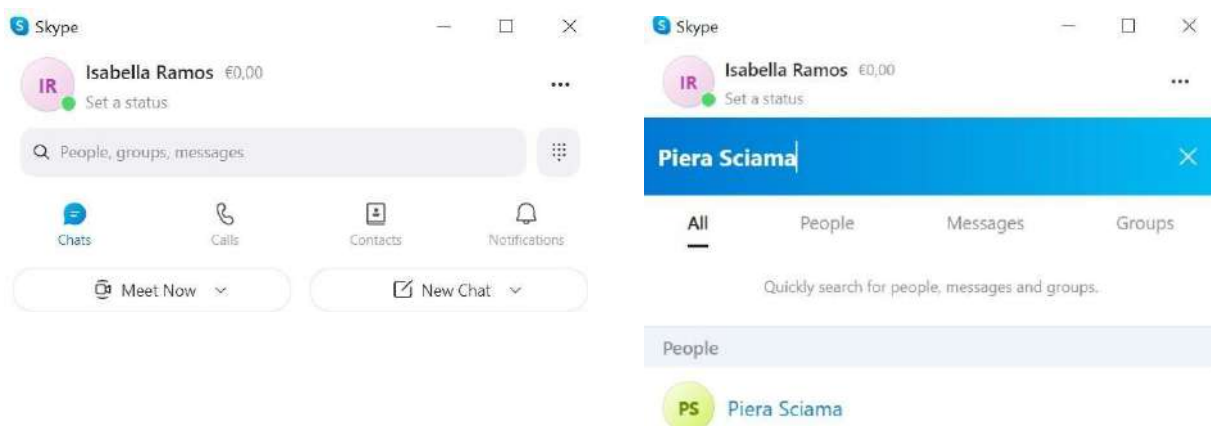 Skype
IR
Isabella Ramos €0,00
Set a status
People, groups, messages
Chats Calls Contacts Notifications
Meet Now New Chat
Skype
IR
Isabella Ramos €0,00
Set a status
Piera Sciama
All People Messages Groups
Quickly search for people, messages and groups.
People
PS Piera Sciama